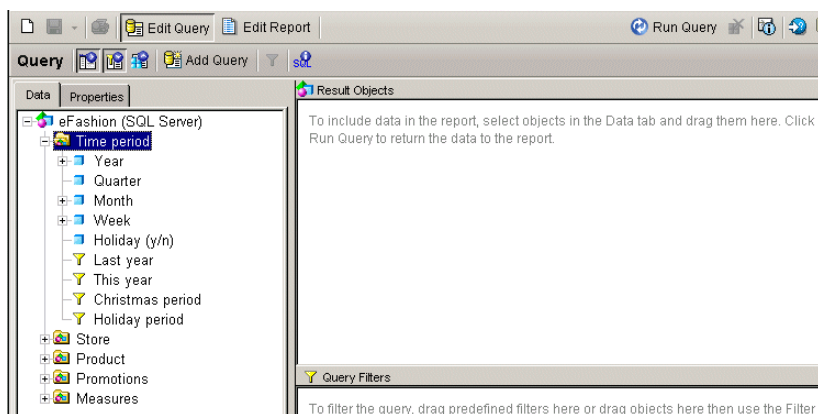 Edit Query Edit Report Run Query
Query Add Query SQL
Data Properties
Result Objects
To include data in the report, select objects in the Data tab and drag them here. Click
Run Query to return the data to the report.
eFashion (SQL Server)
Time period
Year
Quarter
Month
Week
Holiday (y/n)
Last year
This year
Christmas period
Holiday period
Store
Product
Promotions
Measures
Query Filters
To filter the query, drag predefined filters here or drag objects here then use the Filter